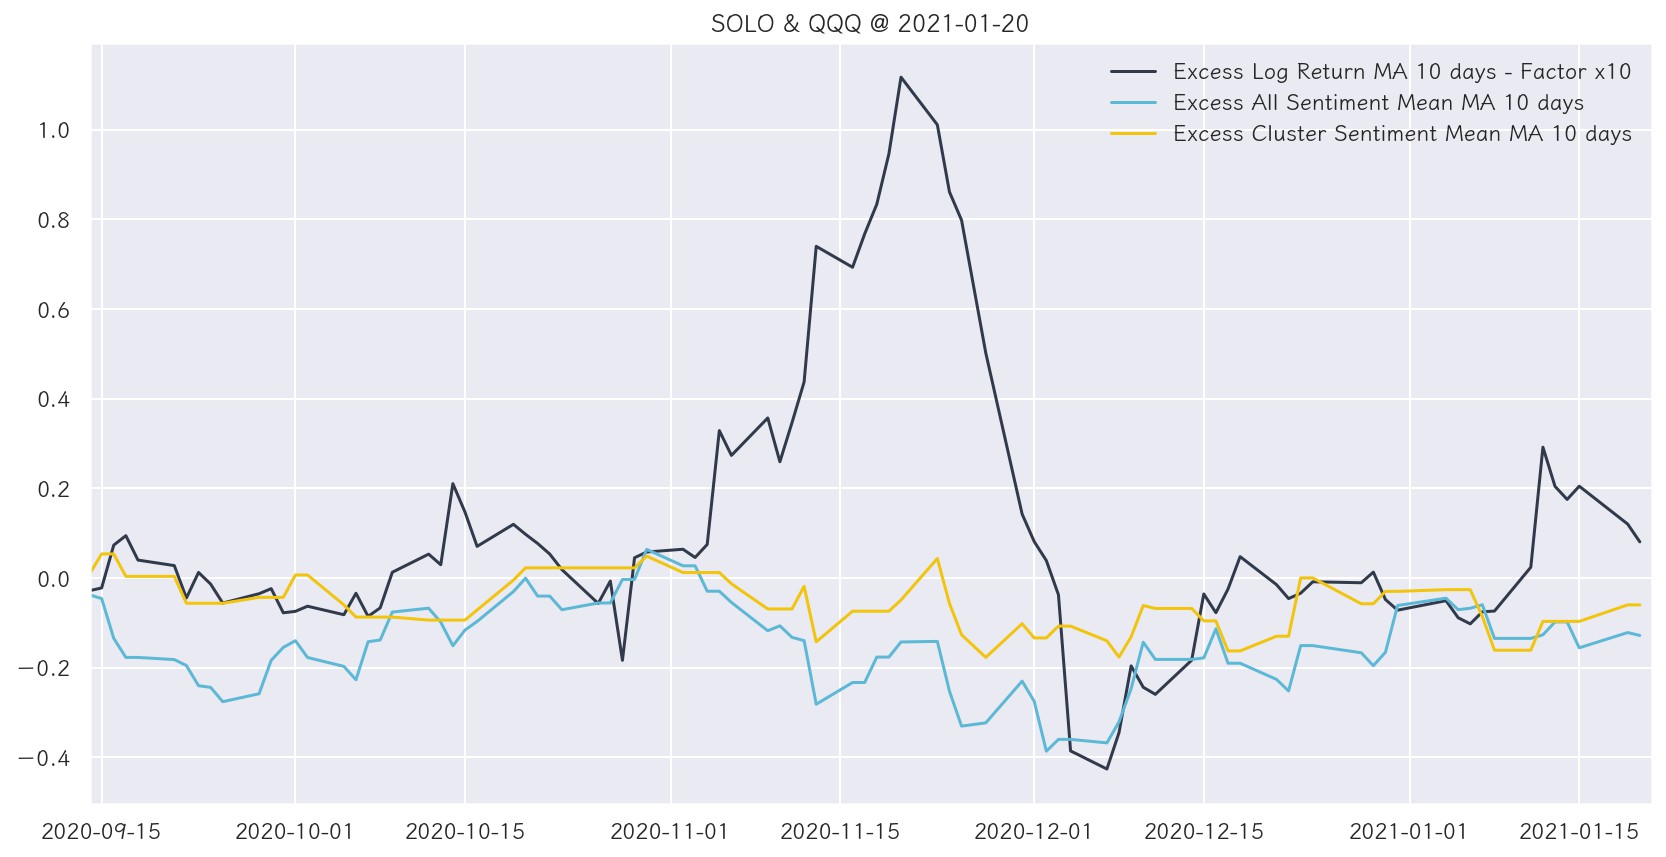 SOLO & QQQ @ 2021-01-20
Excess Log Return MA 10 days - Factor x10
Excess All Sentiment Mean MA 10 days
Excess Cluster Sentiment Mean MA 10 days
1.0
0.8
0.6
0.4
0.2
0.0
−0.2
−0.4
2020-09-15 2020-10-01 2020-10-15 2020-11-01 2020-11-15 2020-12-01 2020-12-15 2021-01-01 2021-01-15